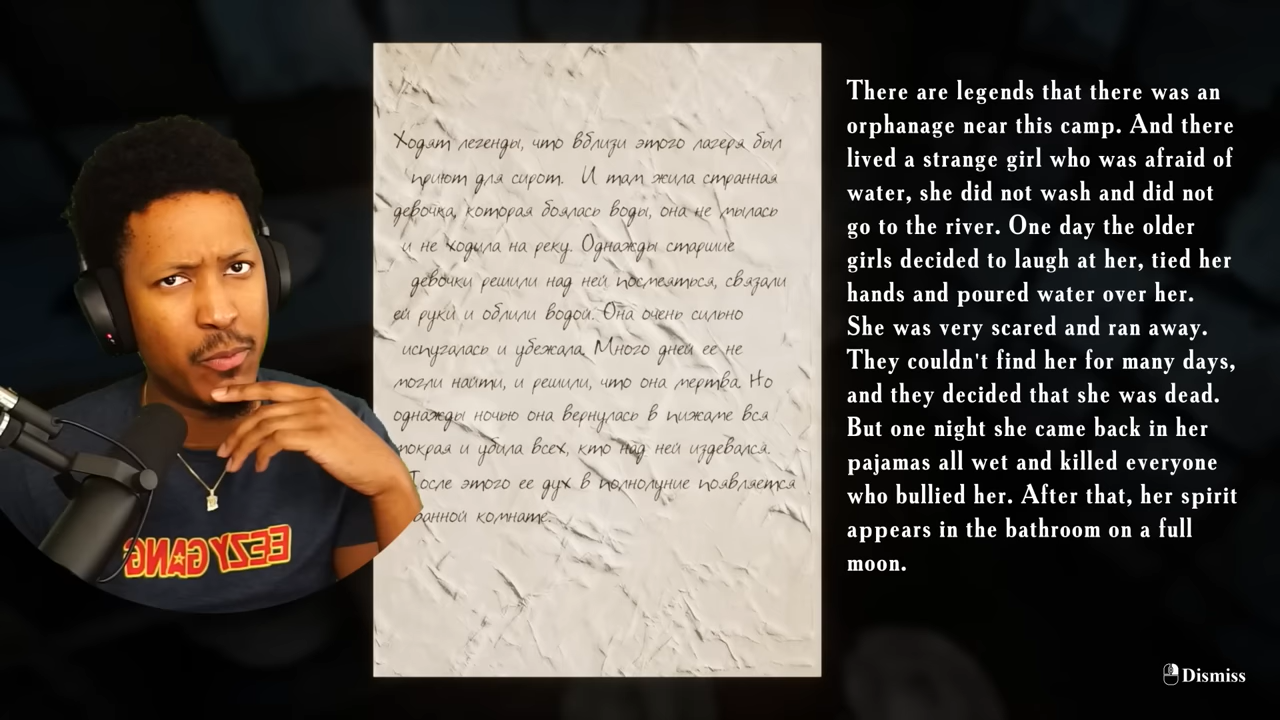 Ходят легенды, что вблизи этого лагеря был
приют для сирот. И там жила странная
девочка, которая боялась воды, она не мылась
и не ходила на реку. Однажды старшие
девочки решили над ней посмеяться, связали
ей руки и облили водой. Она очень сильно
испугалась и убежала. Много дней ее не
могли найти, и решили, что она мертва. Но
однажды ночью она вернулась в пижаме вся
мокрая и убила всех, кто над ней издевался.
После этого ее дух в полнолуние появляется
ванной комнате.
There are legends that there was an
orphanage near this camp. And there
lived a strange girl who was afraid of
water, she did not wash and did not
go to the river. One day the older
girls decided to laugh at her, tied her
hands and poured water over her.
She was very scared and ran away.
They couldn't find her for many days,
and they decided that she was dead.
But one night she came back in her
pajamas all wet and killed everyone
who bullied her. After that, her spirit
appears in the bathroom on a full
moon.
EEZYGANG
Dismiss